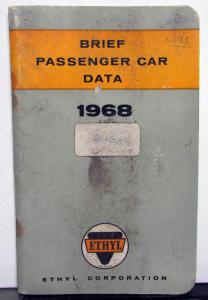 BRIEF
PASSENGER CAR
DATA
1968
ETHYL
ETHYL CORPORATION